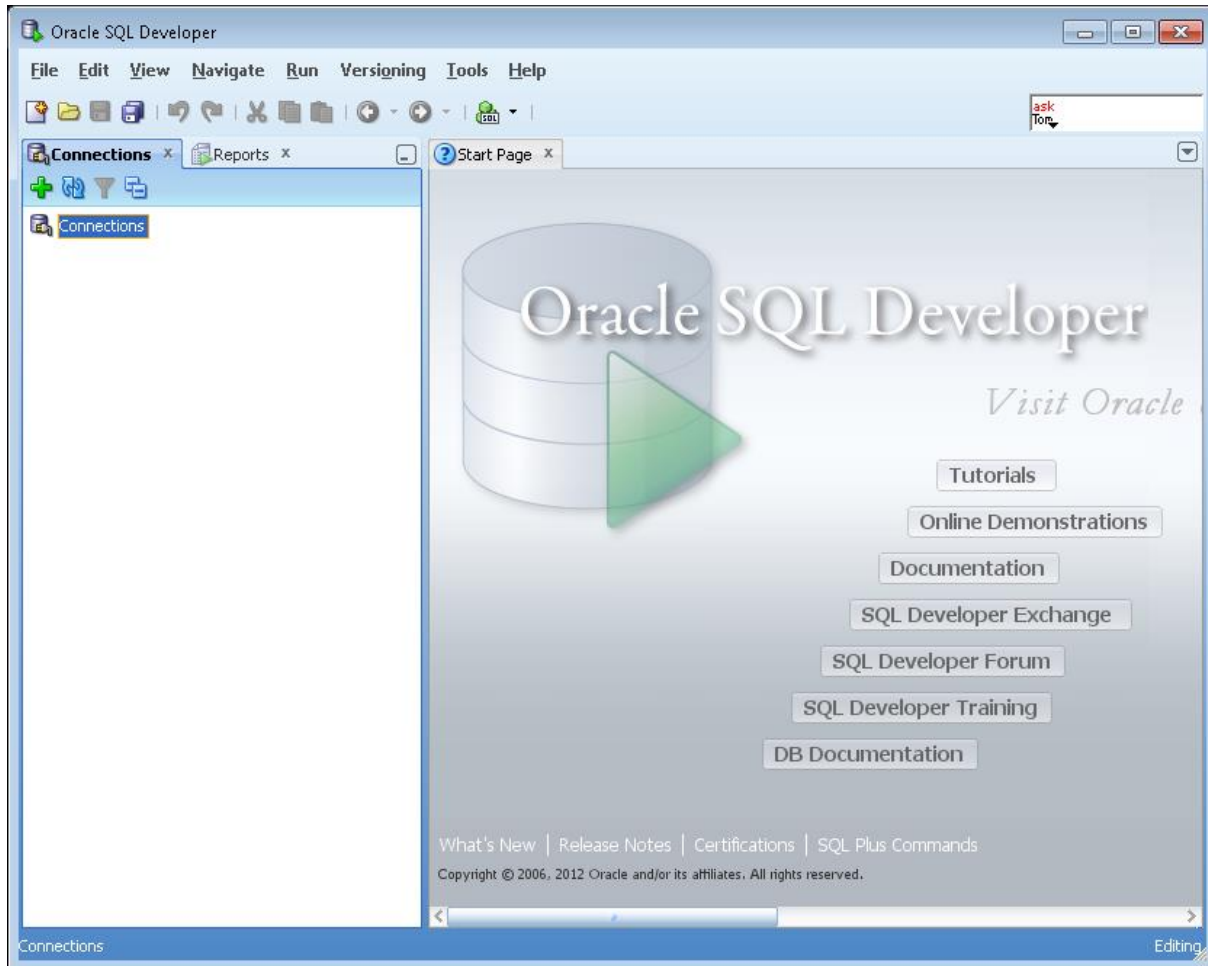 Oracle SQL Developer
File Edit View Navigate Run Versioning Tools Help
SQL
ask
Tom
Connections x Reports x
Start Page x
Connections
Oracle SQL Developer
Visit Oracle
Tutorials
Online Demonstrations
Documentation
SQL Developer Exchange
SQL Developer Forum
SQL Developer Training
DB Documentation
What's New | Release Notes | Certifications | SQL Plus Commands
Copyright © 2006, 2012 Oracle and/or its affiliates. All rights reserved.
Connections Editing